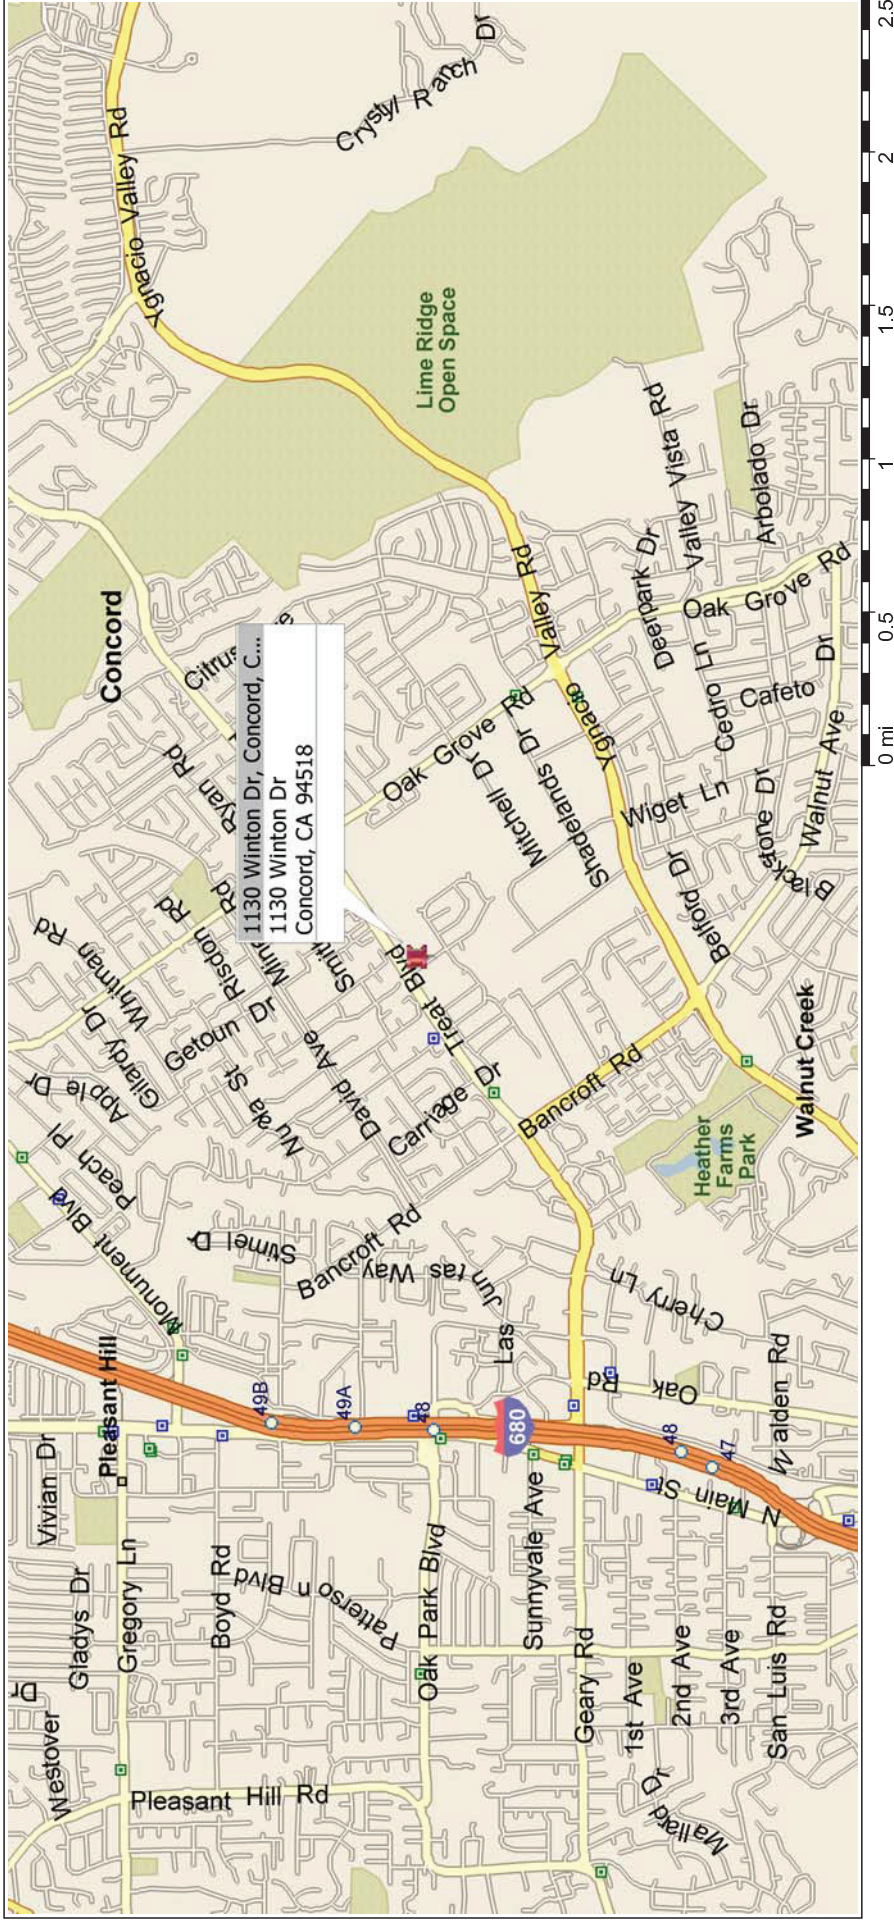 Westover
Dr
Gladys Dr
Vivian Dr
Gregory Ln
Pleasant Hill
Pleasant Hill Rd
Boyd Rd
Patterson Blvd
Oak Park Blvd
Sunnyvale Ave
Geary Rd
1st Ave
2nd Ave
3rd Ave
San Luis Rd
Mallard Dr
N Main St
Walden Rd
49B
49A
48
680
48
47
Oak Rd
Cherry Ln
Las Juntas Way
Bancroft Rd
Stimel Dr
Monument Blvd
Peach Pl
Apple Dr
Gilardy Dr
Whitman Rd
Getoun Dr
Nuala St
David Ave
Carriage Dr
Treat Blvd
Risdon Rd
Ryan Rd
Citrus
Concord
1130 Winton Dr, Concord, C...
1130 Winton Dr
Concord, CA 94518
Oak Grove Rd
Mitchell Dr
Shadelands Dr
Bancroft Rd
Heather
Farms
Park
Walnut Creek
Belford Dr
Wiget Ln
Blackstone Dr
Walnut Ave
Dr
Cafeto
Cedro Ln
Deerpark Dr
Oak Grove Rd
Valley Vista Rd
Arbolado Dr
Ygnacio Valley Rd
Lime Ridge
Open Space
Ygnacio Valley Rd
Crystyl Ranch Dr
0 mi
0.5
1
1.5
2
2.5